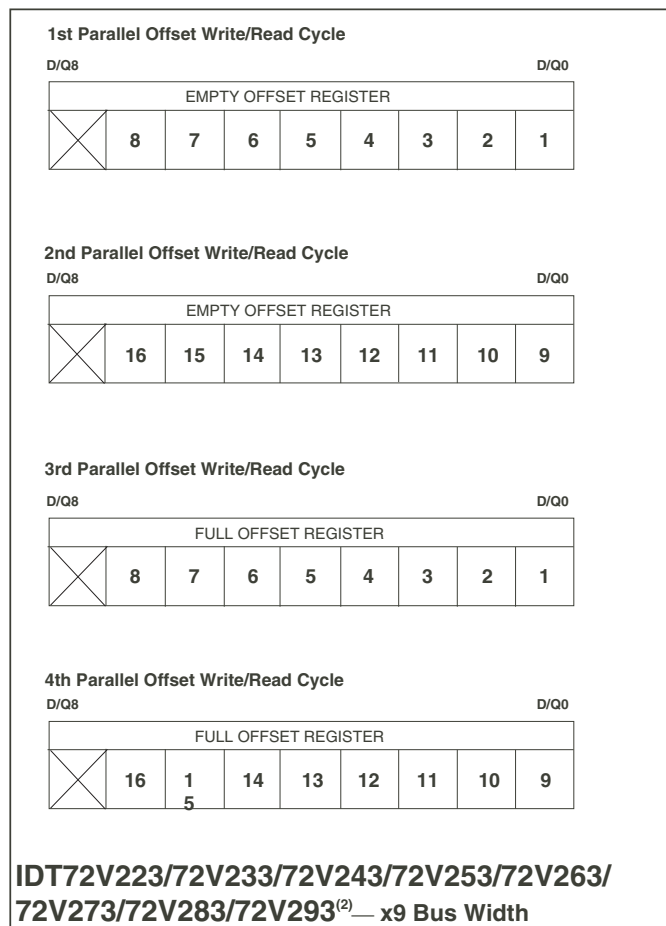 1st Parallel Offset Write/Read Cycle
D/Q8 D/Q0
EMPTY OFFSET REGISTER
8 7 6 5 4 3 2 1
2nd Parallel Offset Write/Read Cycle
D/Q8 D/Q0
EMPTY OFFSET REGISTER
16 15 14 13 12 11 10 9
3rd Parallel Offset Write/Read Cycle
D/Q8 D/Q0
FULL OFFSET REGISTER
8 7 6 5 4 3 2 1
4th Parallel Offset Write/Read Cycle
D/Q8 D/Q0
FULL OFFSET REGISTER
16 1 14 13 12 11 10 9
5
IDT72V223/72V233/72V243/72V253/72V263/
72V273/72V283/72V293(2)— x9 Bus Width